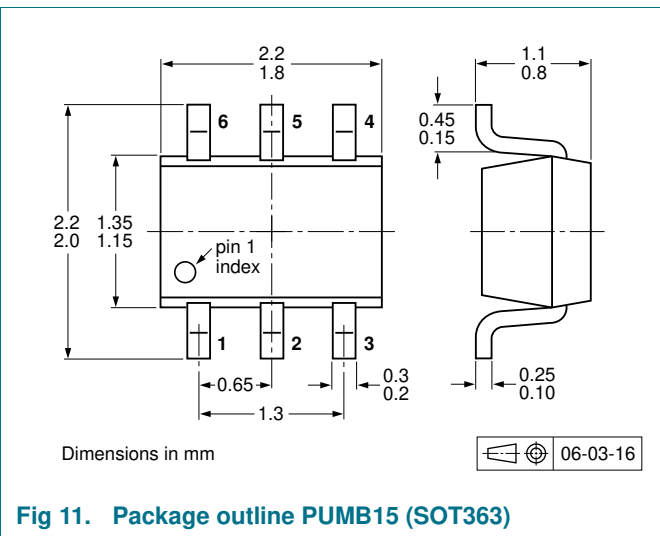 2.2
1.8
1.1
0.8
6 5 4
0.45
0.15
2.2
2.0
1.35
1.15
pin 1
index
1 2 3
0.65
0.3
0.2
1.3
0.25
0.10
Dimensions in mm
06-03-16
Fig 11. Package outline PUMB15 (SOT363)